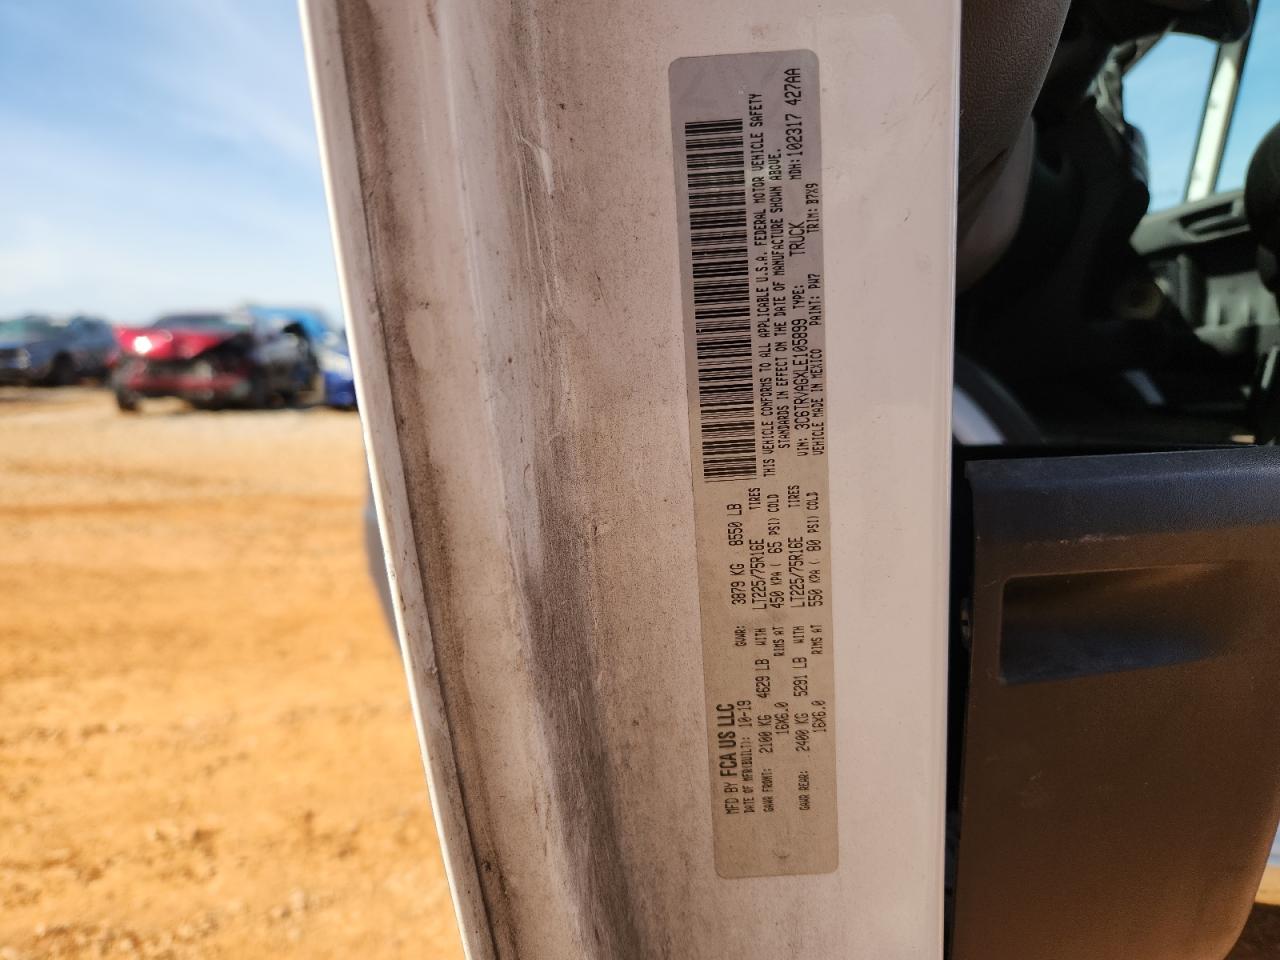 MFD BY FCA US LLC
DATE OF MFR(BUILT): 10-19 GVWR: 3879 KG 8550 LB
GAWR FRONT: 2100 KG 4629 LB WITH LT225/75R16E TIRES
16X6.0 RIMS AT 450 KPA ( 65 PSI) COLD
GAWR REAR: 2400 KG 5291 LB WITH LT225/75R16E TIRES
16X6.0 RIMS AT 550 KPA ( 80 PSI) COLD
THIS VEHICLE CONFORMS TO ALL APPLICABLE U.S.A. FEDERAL MOTOR VEHICLE SAFETY
STANDARDS IN EFFECT ON THE DATE OF MANUFACTURE SHOWN ABOVE.
VIN: 3C6TRVAGXLE105899 TYPE: TRUCK MDH:102317 427AA
VEHICLE MADE IN MEXICO PAINT: PW7 TRIM: B7X9